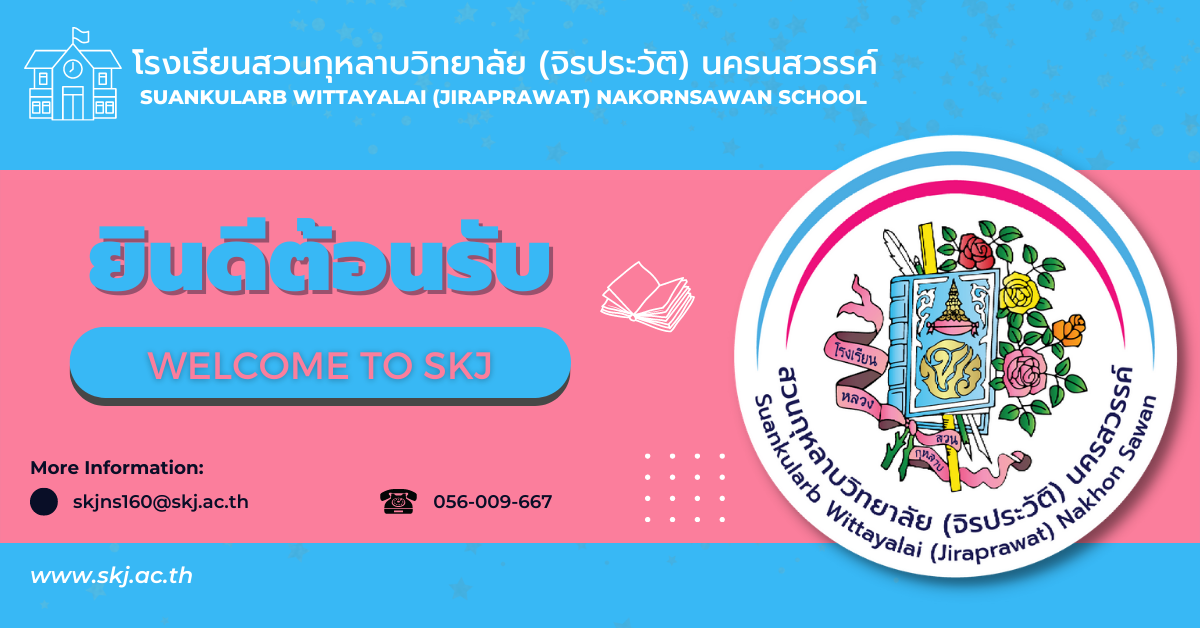 โรงเรียนสวนกุหลาบวิทยาลัย (จิรประวัติ) นครนสวรรค์
SUANKULARB WITTAYALAI (JIRAPRAWAT) NAKORNSAWAN SCHOOL
ยินดีต้อนรับ
WELCOME TO SKJ
More Information:
skjns160@skj.ac.th
056-009-667
www.skj.ac.th
โรงเรียน
หลวง
สวน
กุหลาบ
จป
สวนกุหลาบวิทยาลัย (จิรประวัติ) นครสวรรค์
Suankularb Wittayalai (Jiraprawat) Nakhon Sawan